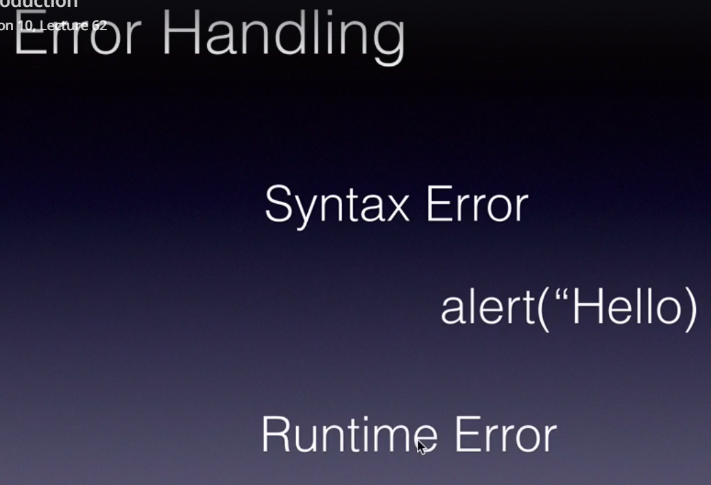 oduction
on 10, Lecture 62
Error Handling
Syntax Error
alert(“Hello)
Runtime Error